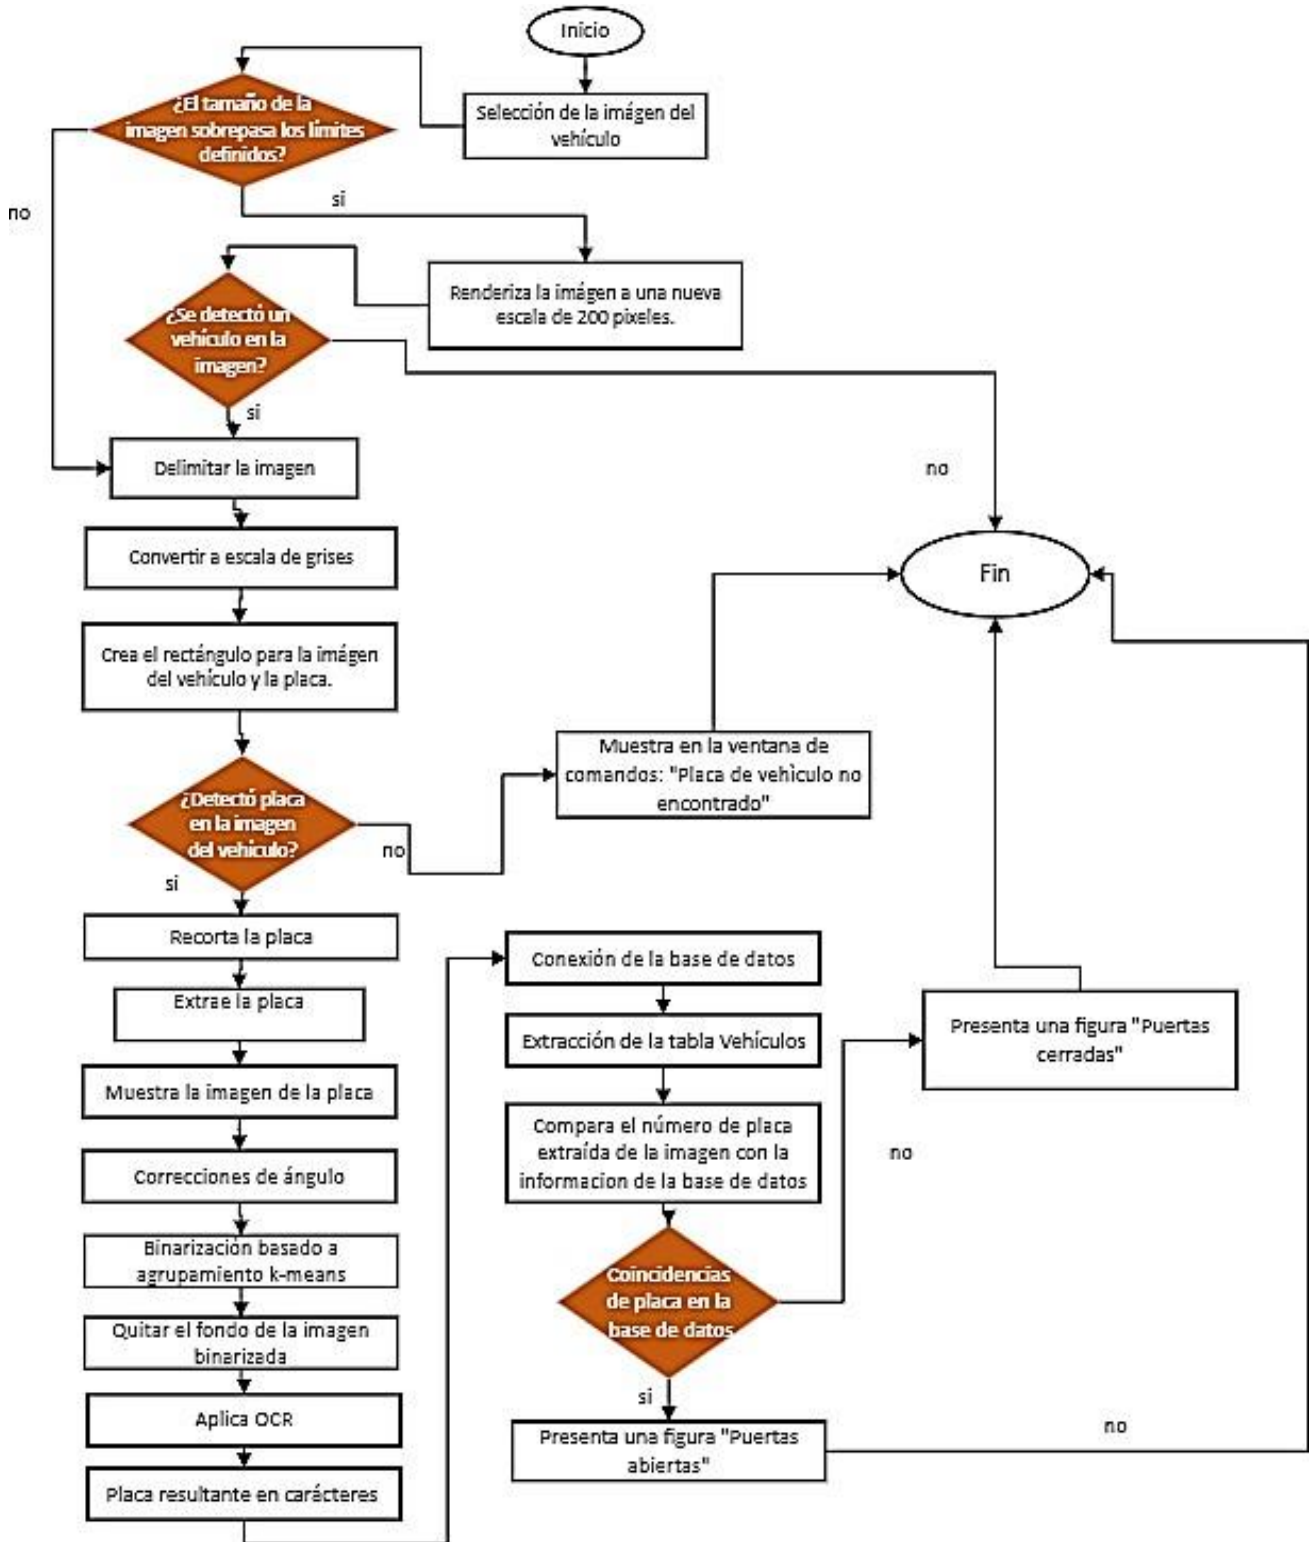 Inicio
Selección de la imágen del
vehículo
¿El tamaño de la
imagen sobrepasa los límites
definidos?
no
si
Renderiza la imágen a una nueva
escala de 200 pixeles.
¿Se detectó un
vehículo en la
imagen?
si
no
Delimitar la imagen
Convertir a escala de grises
Fin
Crea el rectángulo para la imágen
del vehículo y la placa.
Muestra en la ventana de
comandos: "Placa de vehìculo no
encontrado"
¿Detectó placa
en la imagen
del vehículo?
no
si
Recorta la placa
Extrae la placa
Muestra la imagen de la placa
Correcciones de ángulo
Binarización basado a
agrupamiento k-means
Quitar el fondo de la imagen
binarizada
Aplica OCR
Placa resultante en carácteres
Conexión de la base de datos
Extracción de la tabla Vehículos
Compara el número de placa
extraída de la imagen con la
informacion de la base de datos
Coincidencias
de placa en la
base de datos
no
Presenta una figura "Puertas
cerradas"
si
Presenta una figura "Puertas
abiertas"
no